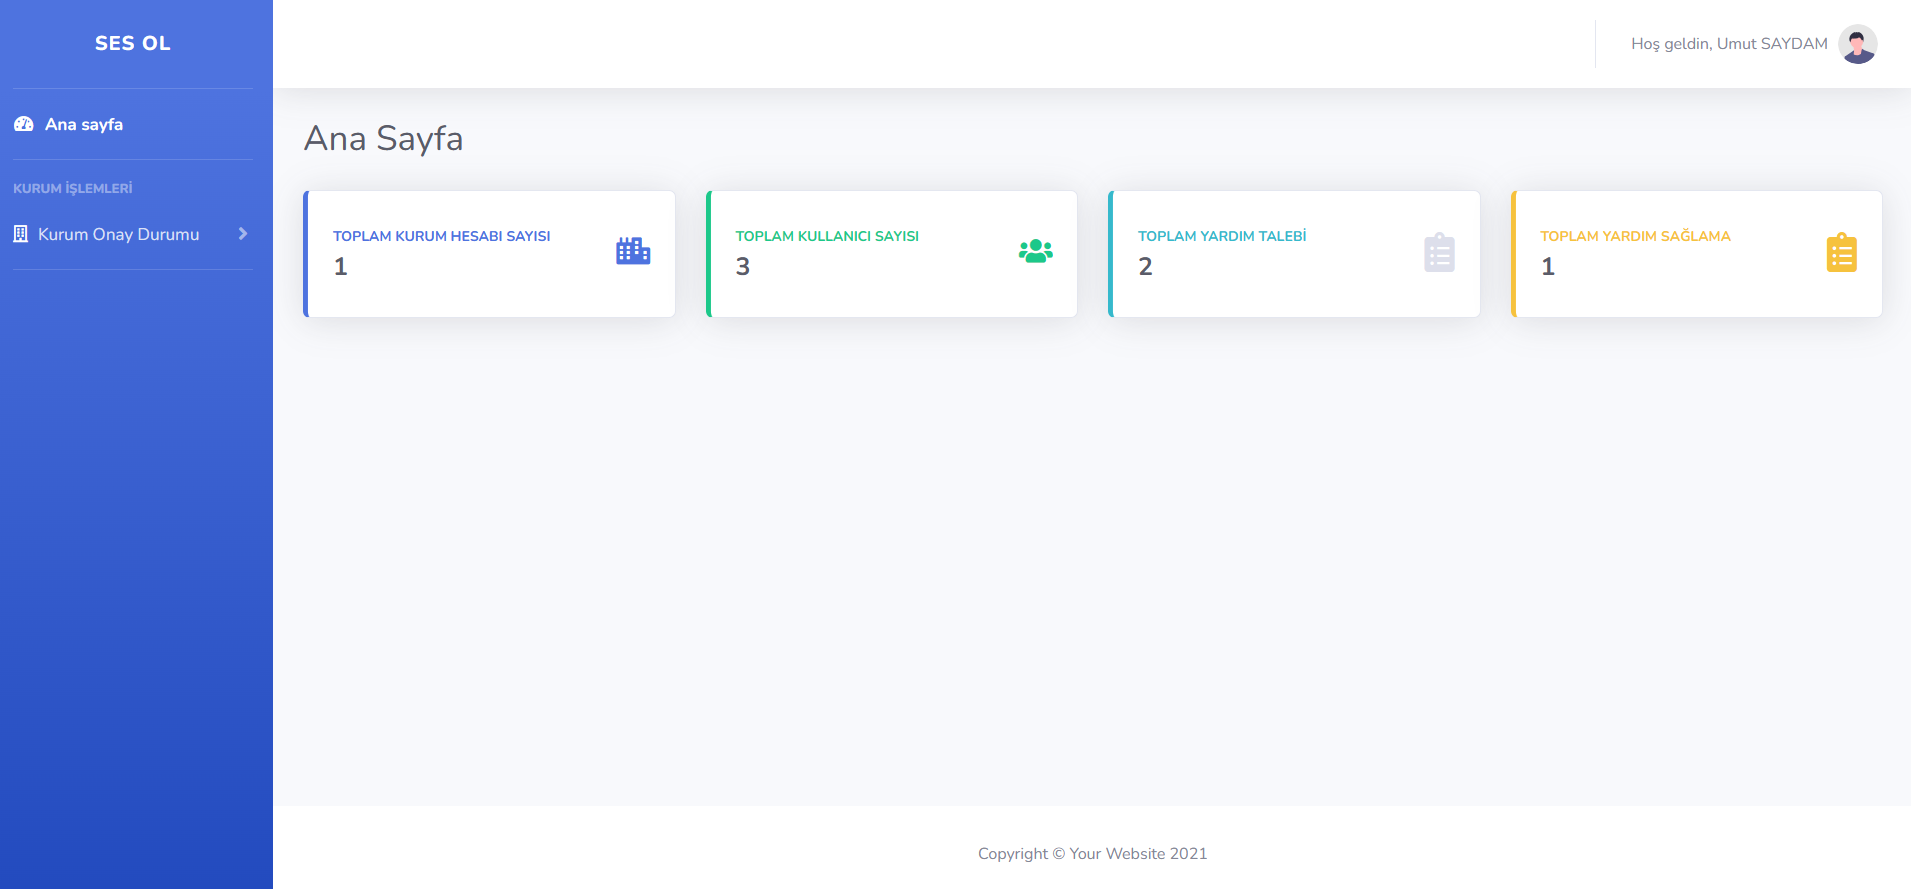 SES OL
Hoş geldin, Umut SAYDAM
Ana sayfa
KURUM İŞLEMLERİ
Kurum Onay Durumu
Ana Sayfa
TOPLAM KURUM HESABI SAYISI
1
TOPLAM KULLANICI SAYISI
3
TOPLAM YARDIM TALEBİ
2
TOPLAM YARDIM SAĞLAMA
1
Copyright © Your Website 2021